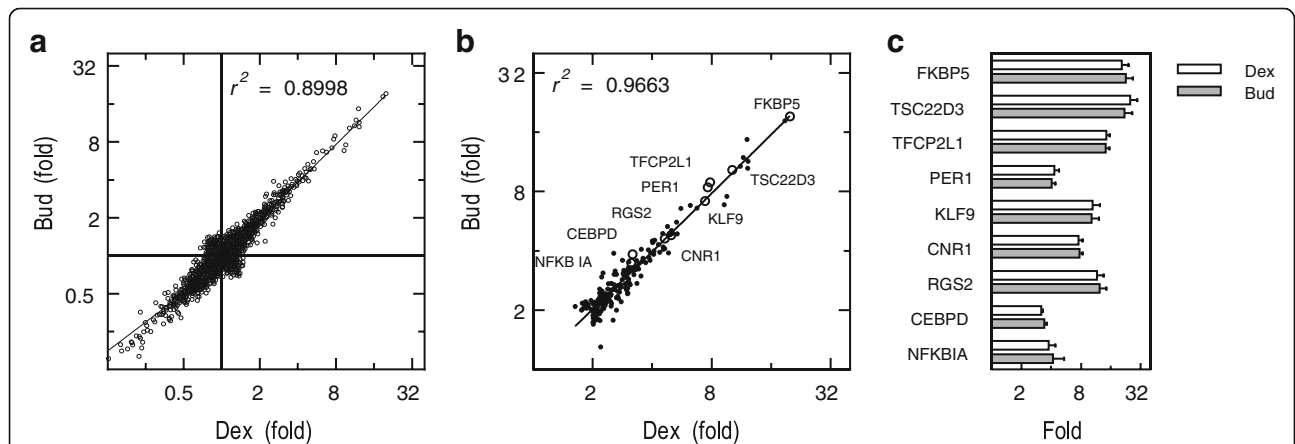 a
32
8
2
0.5
Bud (fold)
r² = 0.8998
0.5 2 8 32
Dex (fold)
b
32
8
2
Bud (fold)
r² = 0.9663
FKBP5
TFCP2L1
PER1
TSC22D3
RGS2
KLF9
CEBPD
CNR1
NFKB IA
2 8 32
Dex (fold)
c
FKBP5
TSC22D3
TFCP2L1
PER1
KLF9
CNR1
RGS2
CEBPD
NFKBIA
2 8 32
Fold
Dex
Bud